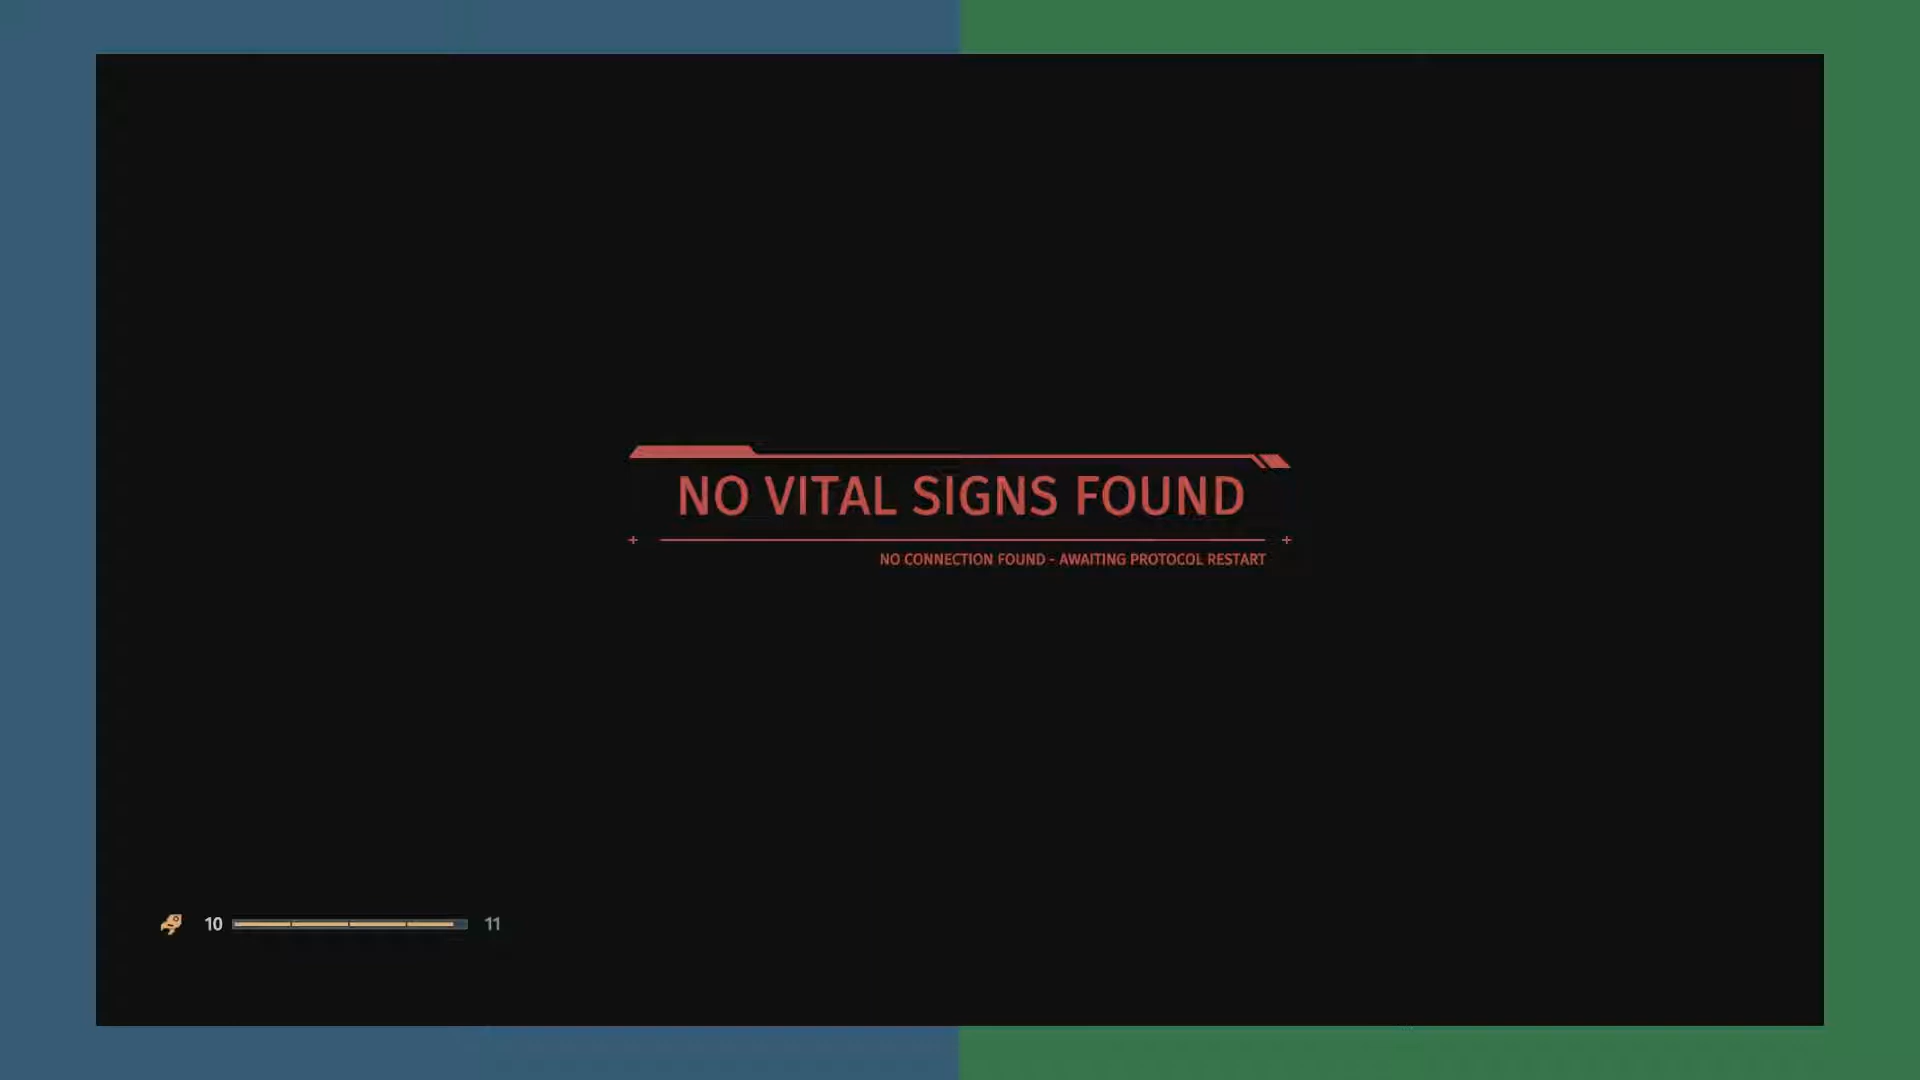 NO VITAL SIGNS FOUND
NO CONNECTION FOUND - AWAITING PROTOCOL RESTART
10 11